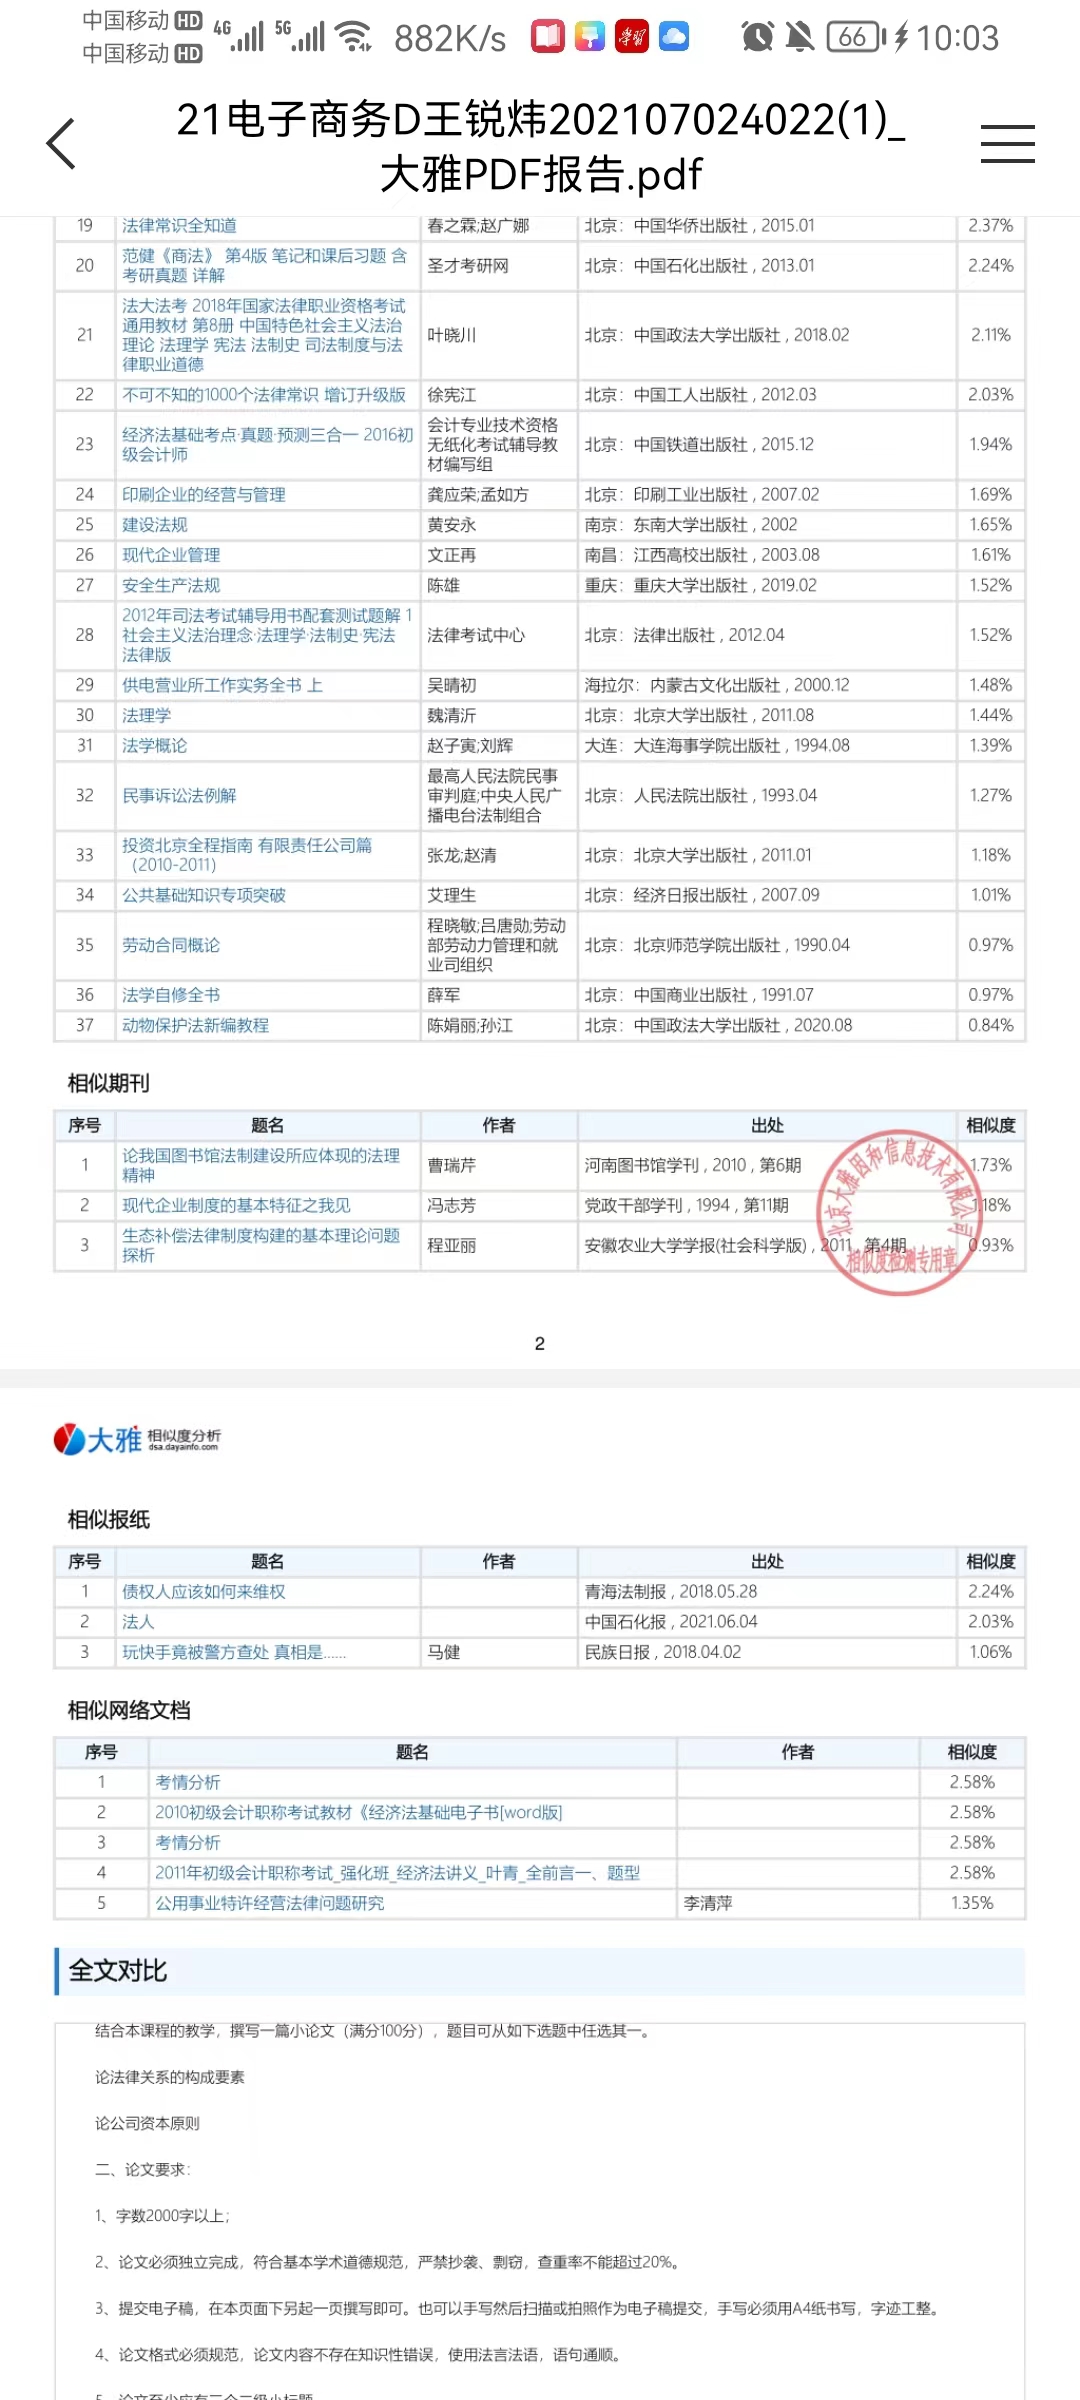 中国移动 HD 4G 5G 882K/s 学習 66 10:03
中国移动 HD
21电子商务D王锐炜202107024022(1)_
大雅PDF报告.pdf
19 法律常识全知道 春之霖;赵广娜 北京：中国华侨出版社 , 2015.01 2.37%
20 范健《商法》 第4版 笔记和课后习题 含考研真题 详解 圣才考研网 北京：中国石化出版社 , 2013.01 2.24%
21 法大法考 2018年国家法律职业资格考试通用教材 第8册 中国特色社会主义法治理论 法理学 宪法 法制史 司法制度与法律职业道德 叶晓川 北京：中国政法大学出版社 , 2018.02 2.11%
22 不可不知的1000个法律常识 增订升级版 徐宪江 北京：中国工人出版社 , 2012.03 2.03%
23 经济法基础考点·真题·预测三合一 2016初级会计师 会计专业技术资格无纸化考试辅导教材编写组 北京：中国铁道出版社 , 2015.12 1.94%
24 印刷企业的经营与管理 龚应荣;孟如方 北京：印刷工业出版社 , 2007.02 1.69%
25 建设法规 黄安永 南京：东南大学出版社 , 2002 1.65%
26 现代企业管理 文正再 南昌：江西高校出版社 , 2003.08 1.61%
27 安全生产法规 陈雄 重庆：重庆大学出版社 , 2019.02 1.52%
28 2012年司法考试辅导用书配套测试题解 1 社会主义法治理念·法理学·法制史·宪法 法律版 法律考试中心 北京：法律出版社 , 2012.04 1.52%
29 供电营业所工作实务全书 上 吴晴初 海拉尔：内蒙古文化出版社 , 2000.12 1.48%
30 法理学 魏清沂 北京：北京大学出版社 , 2011.08 1.44%
31 法学概论 赵子寅;刘辉 大连：大连海事学院出版社 , 1994.08 1.39%
32 民事诉讼法例解 最高人民法院民事审判庭;中央人民广播电台法制组合 北京：人民法院出版社 , 1993.04 1.27%
33 投资北京全程指南 有限责任公司篇（2010-2011） 张龙;赵清 北京：北京大学出版社 , 2011.01 1.18%
34 公共基础知识专项突破 艾理生 北京：经济日报出版社 , 2007.09 1.01%
35 劳动合同概论 程晓敏;吕唐勋;劳动部劳动力管理和就业司组织 北京：北京师范学院出版社 , 1990.04 0.97%
36 法学自修全书 薛军 北京：中国商业出版社 , 1991.07 0.97%
37 动物保护法新编教程 陈娟丽;孙江 北京：中国政法大学出版社 , 2020.08 0.84%
相似期刊
序号 题名 作者 出处 相似度
1 论我国图书馆法制建设所应体现的法理精神 曹瑞芹 河南图书馆学刊 , 2010 , 第6期 1.73%
2 现代企业制度的基本特征之我见 冯志芳 党政干部学刊 , 1994 , 第11期 1.18%
3 生态补偿法律制度构建的基本理论问题探析 程亚丽 安徽农业大学学报(社会科学版) , 2011 , 第4期 0.93%
北京大雅因和信息技术有限公司
相似度检测专用章
2
大雅 相似度分析
dsa.dayainfo.com
相似报纸
序号 题名 作者 出处 相似度
1 债权人应该如何来维权 青海法制报 , 2018.05.28 2.24%
2 法人 中国石化报 , 2021.06.04 2.03%
3 玩快手竟被警方查处 真相是...... 马健 民族日报 , 2018.04.02 1.06%
相似网络文档
序号 题名 作者 相似度
1 考情分析 2.58%
2 2010初级会计职称考试教材《经济法基础电子书[word版] 2.58%
3 考情分析 2.58%
4 2011年初级会计职称考试_强化班_经济法讲义_叶青_全前言一、题型 2.58%
5 公用事业特许经营法律问题研究 李清萍 1.35%
全文对比
结合本课程的教学，撰写一篇小论文（满分100分），题目可从如下选题中任选其一。
论法律关系的构成要素
论公司资本原则
二、论文要求：
1、字数2000字以上；
2、论文必须独立完成，符合基本学术道德规范，严禁抄袭、剽窃，查重率不能超过20%。
3、提交电子稿，在本页面下另起一页撰写即可。也可以手写然后扫描或拍照作为电子稿提交，手写必须用A4纸书写，字迹工整。
4、论文格式必须规范，论文内容不存在知识性错误，使用法言法语，语句通顺。